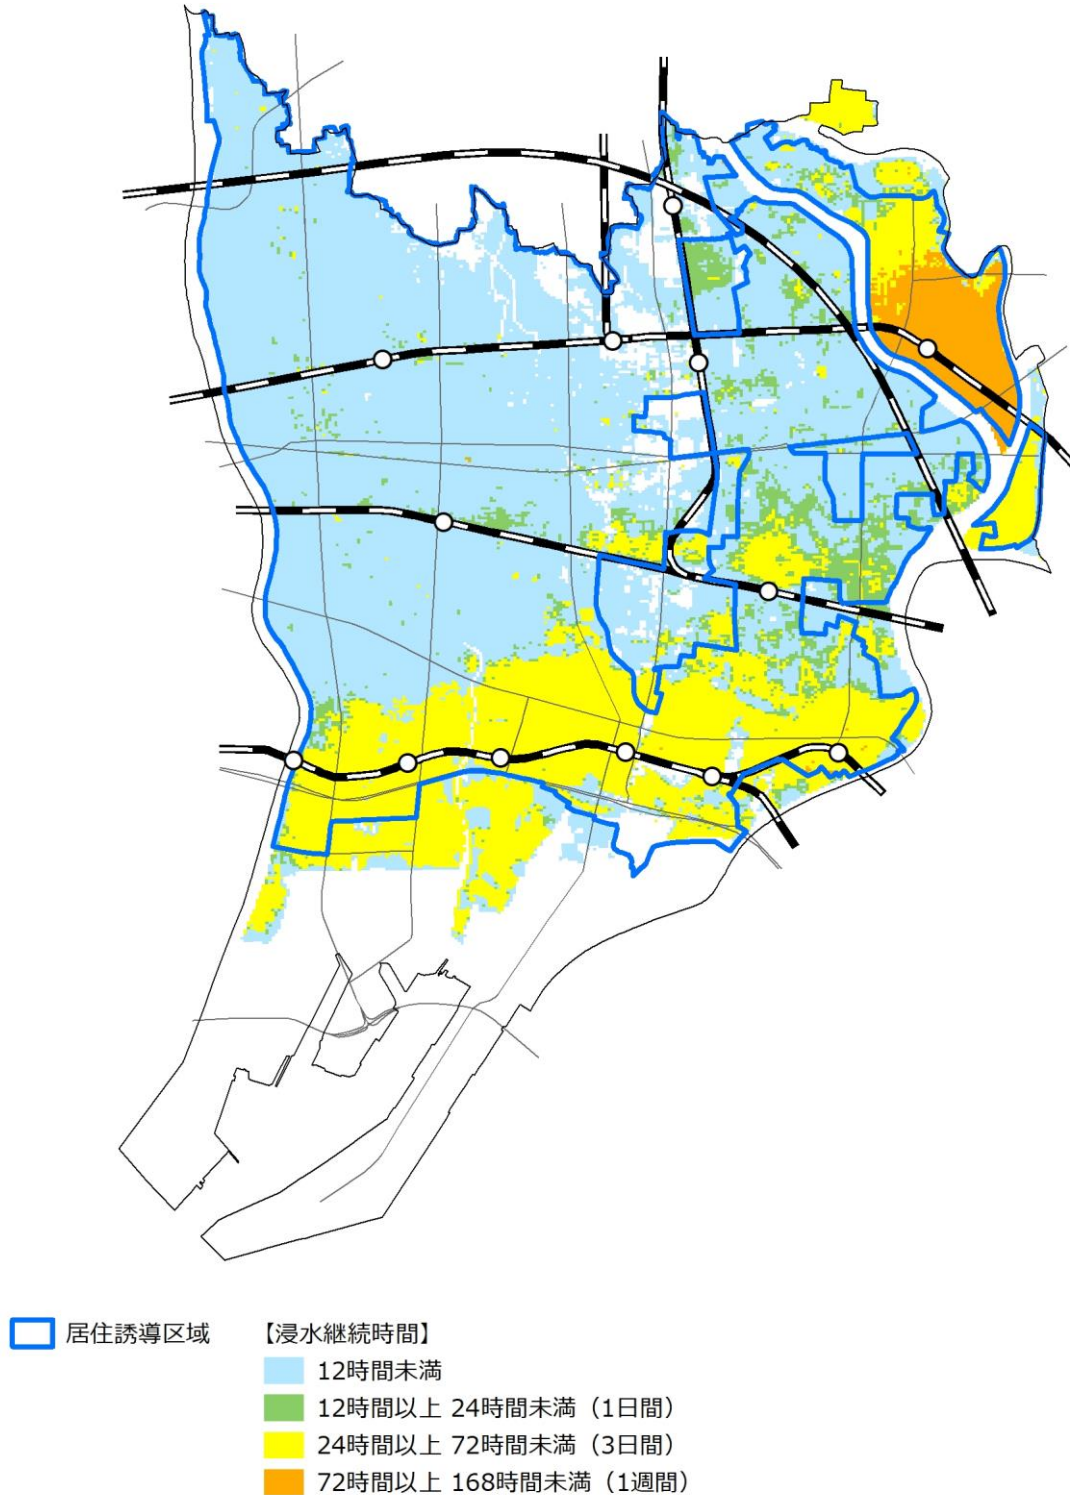 居住誘導区域
【浸水継続時間】
12時間未満
12時間以上 24時間未満（1日間）
24時間以上 72時間未満（3日間）
72時間以上 168時間未満（1週間）